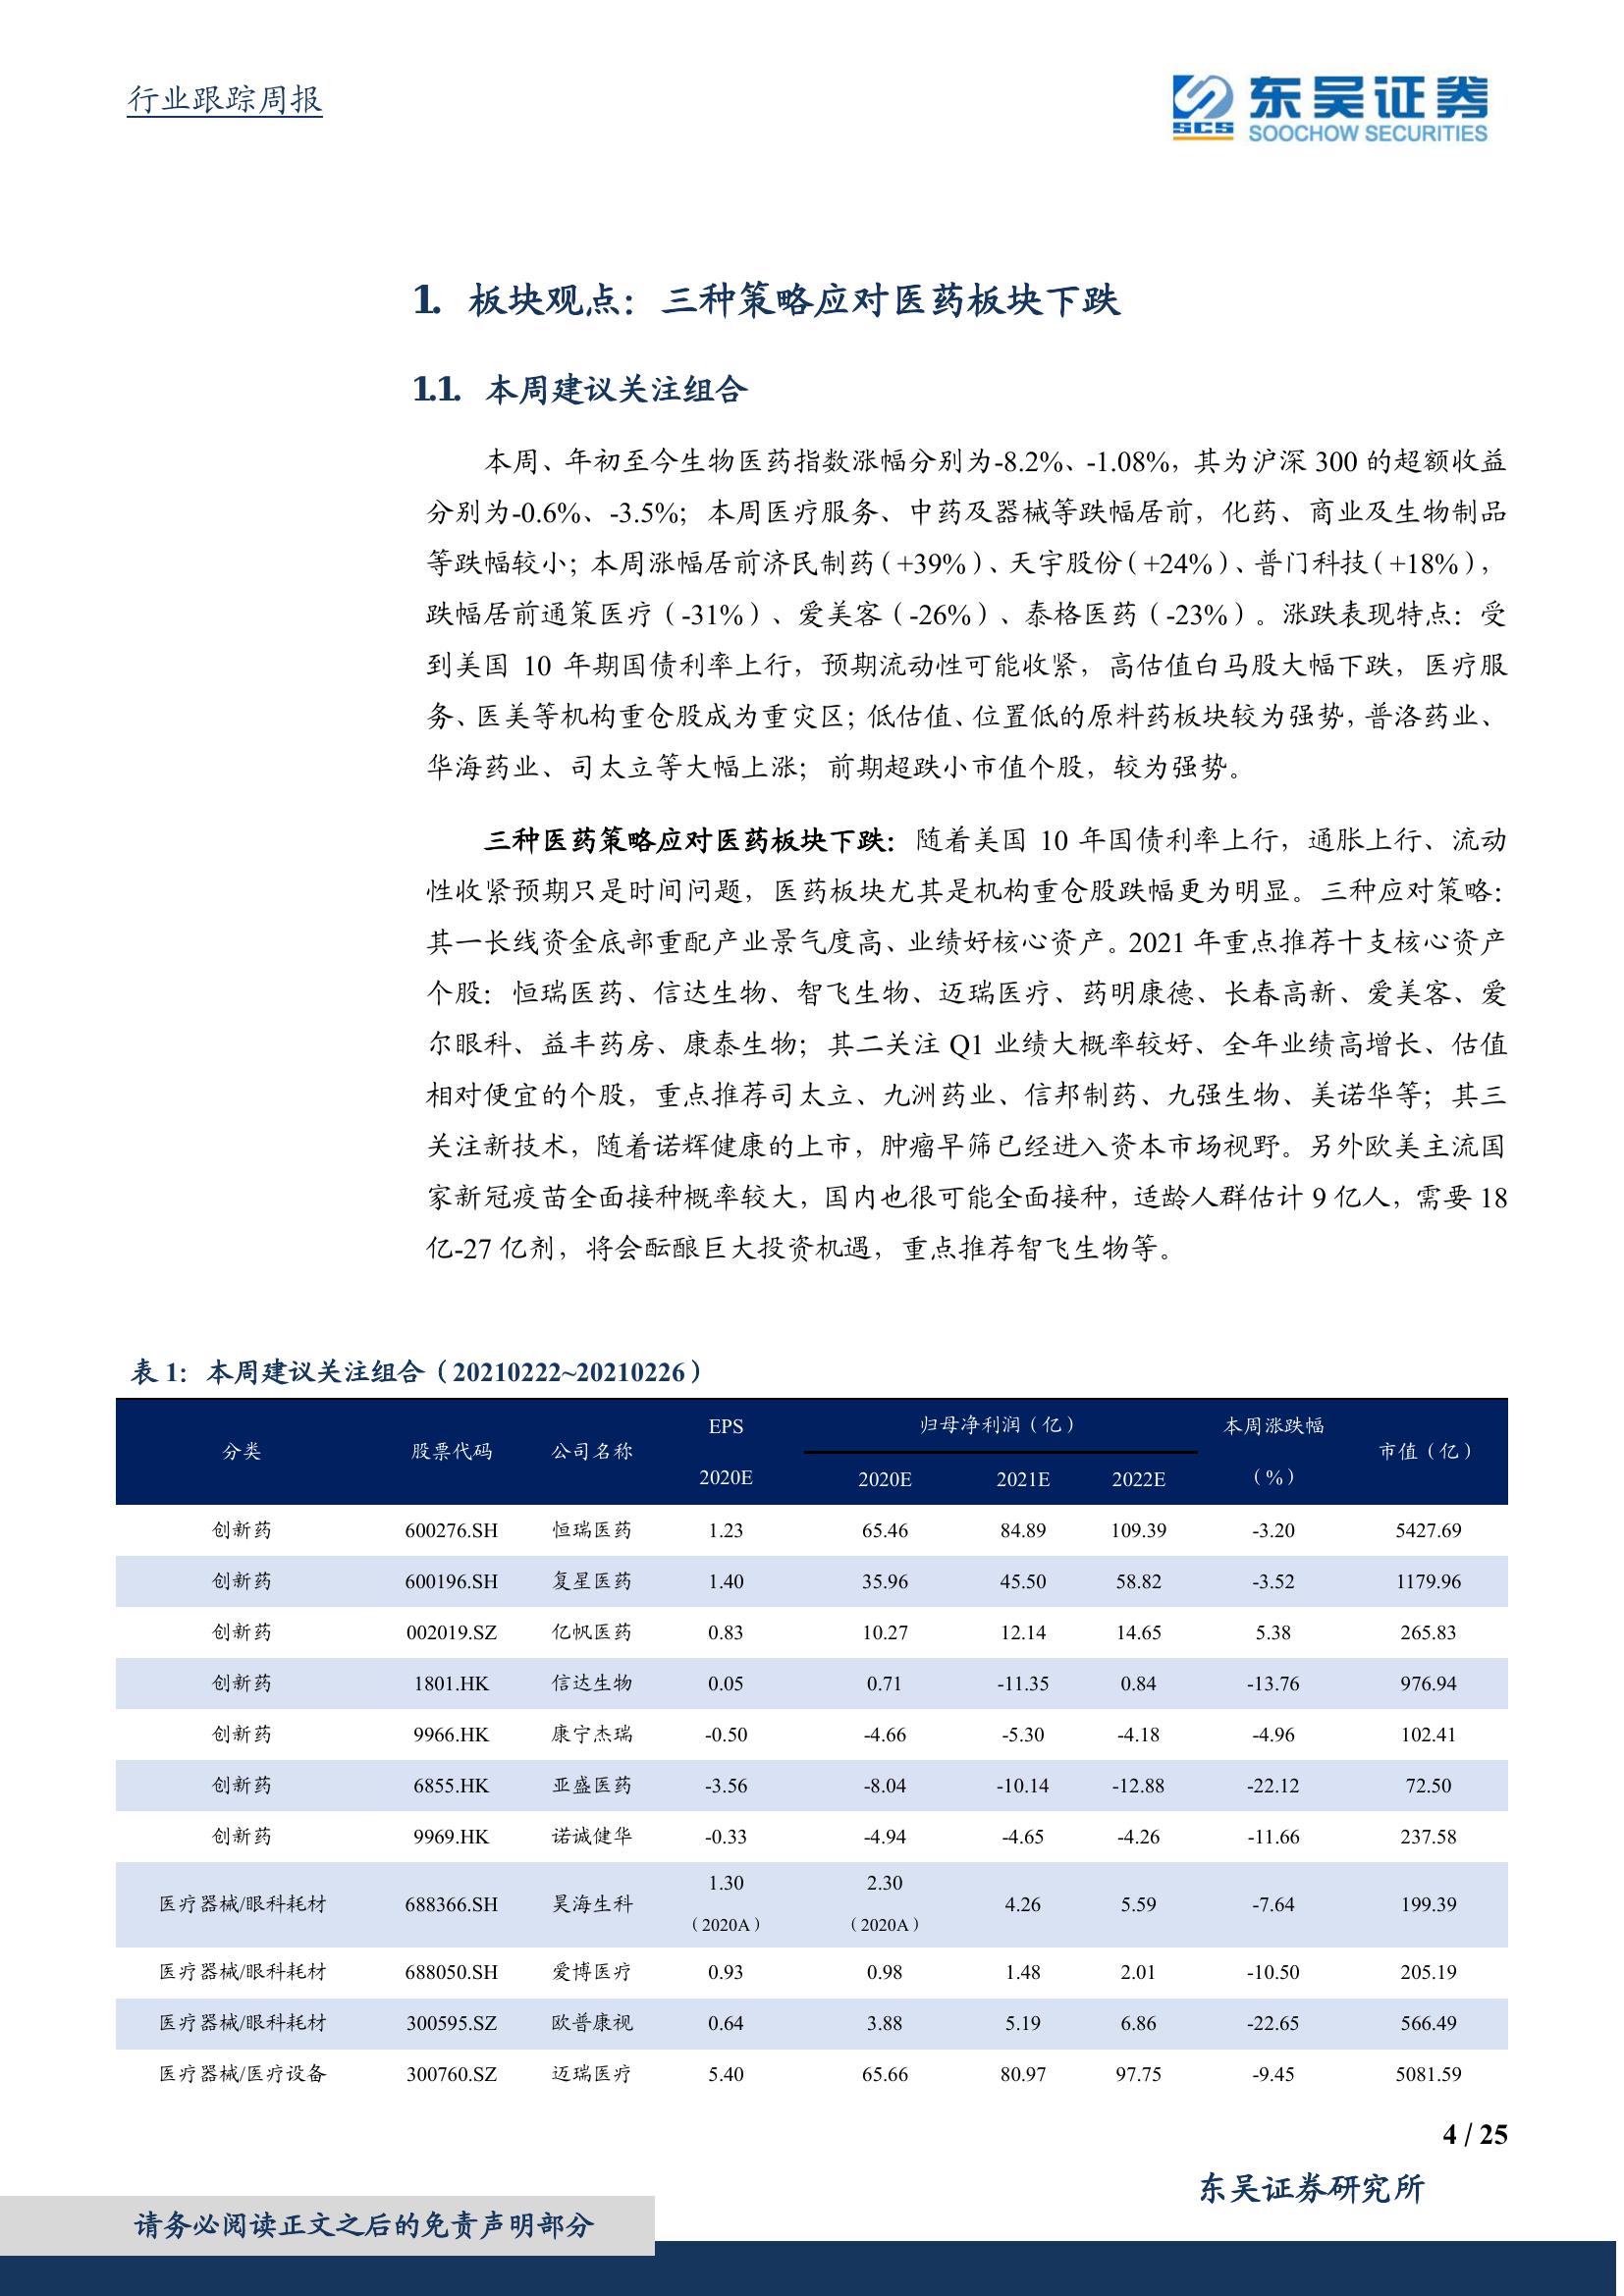 行业跟踪周报
SCS
东吴证券
SOOCHOW SECURITIES
1. 板块观点：三种策略应对医药板块下跌
1.1. 本周建议关注组合
本周、年初至今生物医药指数涨幅分别为-8.2%、-1.08%，其为沪深 300 的超额收益
分别为-0.6%、-3.5%；本周医疗服务、中药及器械等跌幅居前，化药、商业及生物制品
等跌幅较小；本周涨幅居前济民制药（+39%）、天宇股份（+24%）、普门科技（+18%），
跌幅居前通策医疗（-31%）、爱美客（-26%）、泰格医药（-23%）。涨跌表现特点：受
到美国 10 年期国债利率上行，预期流动性可能收紧，高估值白马股大幅下跌，医疗服
务、医美等机构重仓股成为重灾区；低估值、位置低的原料药板块较为强势，普洛药业、
华海药业、司太立等大幅上涨；前期超跌小市值个股，较为强势。
三种医药策略应对医药板块下跌：随着美国 10 年国债利率上行，通胀上行、流动
性收紧预期只是时间问题，医药板块尤其是机构重仓股跌幅更为明显。三种应对策略：
其一长线资金底部重配产业景气度高、业绩好核心资产。2021 年重点推荐十支核心资产
个股：恒瑞医药、信达生物、智飞生物、迈瑞医疗、药明康德、长春高新、爱美客、爱
尔眼科、益丰药房、康泰生物；其二关注 Q1 业绩大概率较好、全年业绩高增长、估值
相对便宜的个股，重点推荐司太立、九洲药业、信邦制药、九强生物、美诺华等；其三
关注新技术，随着诺辉健康的上市，肿瘤早筛已经进入资本市场视野。另外欧美主流国
家新冠疫苗全面接种概率较大，国内也很可能全面接种，适龄人群估计 9 亿人，需要 18
亿-27 亿剂，将会酝酿巨大投资机遇，重点推荐智飞生物等。
表 1：本周建议关注组合（20210222~20210226）
分类 股票代码 公司名称 EPS 2020E 归母净利润（亿） 2020E 2021E 2022E 本周涨跌幅（%） 市值（亿）
创新药 600276.SH 恒瑞医药 1.23 65.46 84.89 109.39 -3.20 5427.69
创新药 600196.SH 复星医药 1.40 35.96 45.50 58.82 -3.52 1179.96
创新药 002019.SZ 亿帆医药 0.83 10.27 12.14 14.65 5.38 265.83
创新药 1801.HK 信达生物 0.05 0.71 -11.35 0.84 -13.76 976.94
创新药 9966.HK 康宁杰瑞 -0.50 -4.66 -5.30 -4.18 -4.96 102.41
创新药 6855.HK 亚盛医药 -3.56 -8.04 -10.14 -12.88 -22.12 72.50
创新药 9969.HK 诺诚健华 -0.33 -4.94 -4.65 -4.26 -11.66 237.58
医疗器械/眼科耗材 688366.SH 昊海生科 1.30（2020A） 2.30（2020A） 4.26 5.59 -7.64 199.39
医疗器械/眼科耗材 688050.SH 爱博医疗 0.93 0.98 1.48 2.01 -10.50 205.19
医疗器械/眼科耗材 300595.SZ 欧普康视 0.64 3.88 5.19 6.86 -22.65 566.49
医疗器械/医疗设备 300760.SZ 迈瑞医疗 5.40 65.66 80.97 97.75 -9.45 5081.59
4 / 25
东吴证券研究所
请务必阅读正文之后的免责声明部分